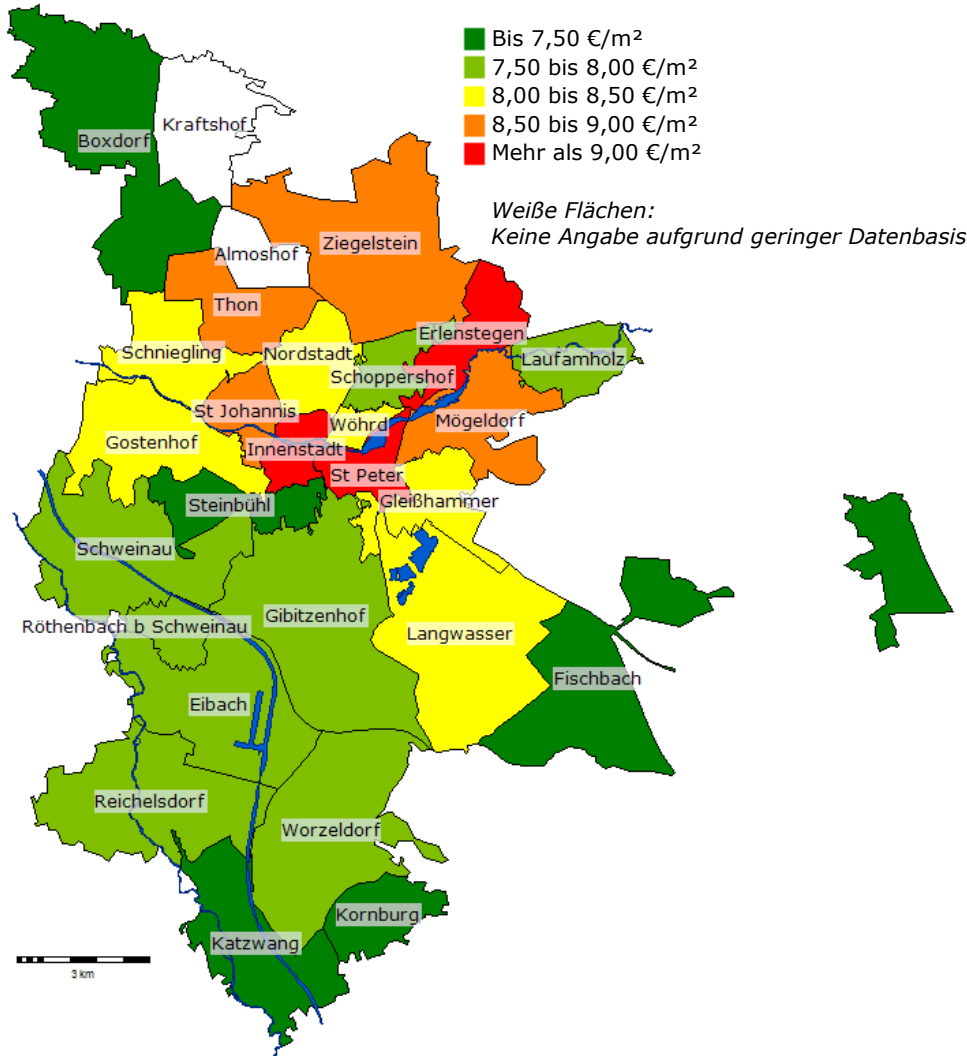 Bis 7,50 €/m²
7,50 bis 8,00 €/m²
8,00 bis 8,50 €/m²
8,50 bis 9,00 €/m²
Mehr als 9,00 €/m²
Weiße Flächen:
Keine Angabe aufgrund geringer Datenbasis
Kraftshof
Boxdorf
Ziegelstein
Almoshof
Thon
Erlenstegen
Schniegling
Nordstadt
Laufamholz
Schoppershof
St Johannis
Wöhrd
Mögeldorf
Gostenhof
Innenstadt
St Peter
Gleißhammer
Steinbühl
Schweinau
Gibitzenhof
Röthenbach b Schweinau
Langwasser
Fischbach
Eibach
Reichelsdorf
Worzeldorf
Kornburg
Katzwang
3 km